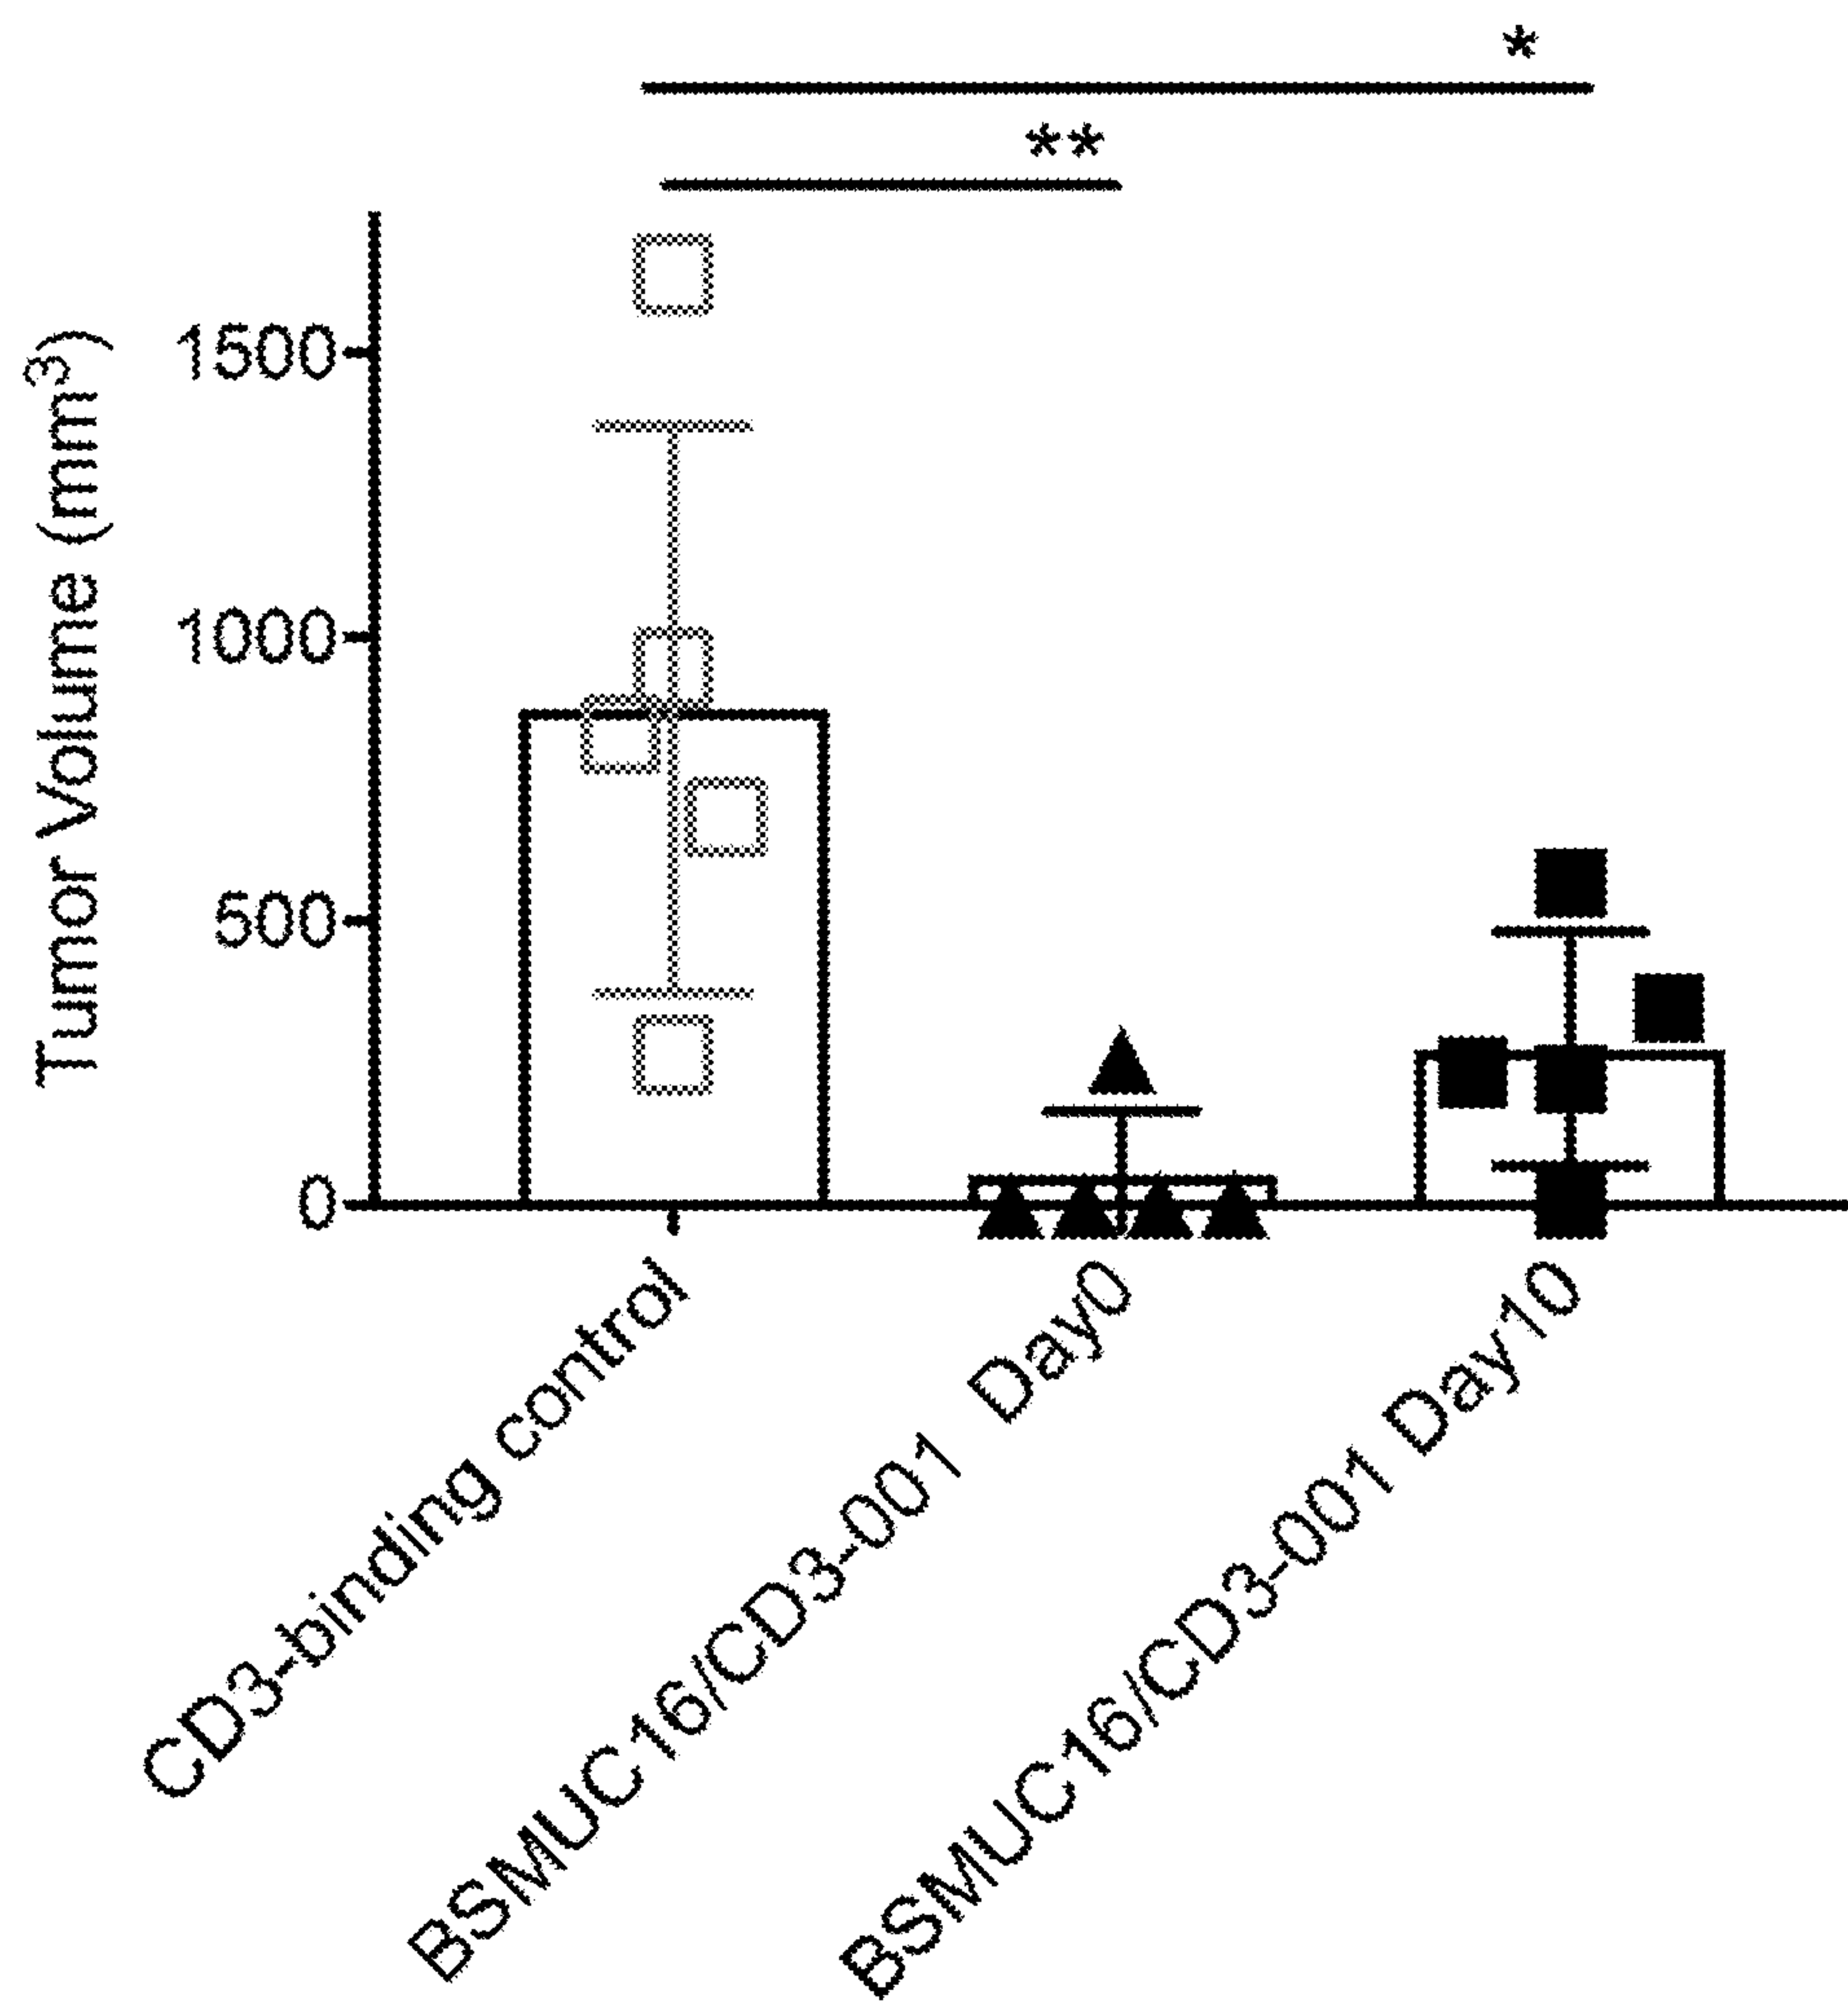 *
**
Tumor Volume (mm³)
1500
1000
500
0
CD3-binding control
BSMUC16/CD3-001 Day0
BSMUC16/CD3-001 Day10